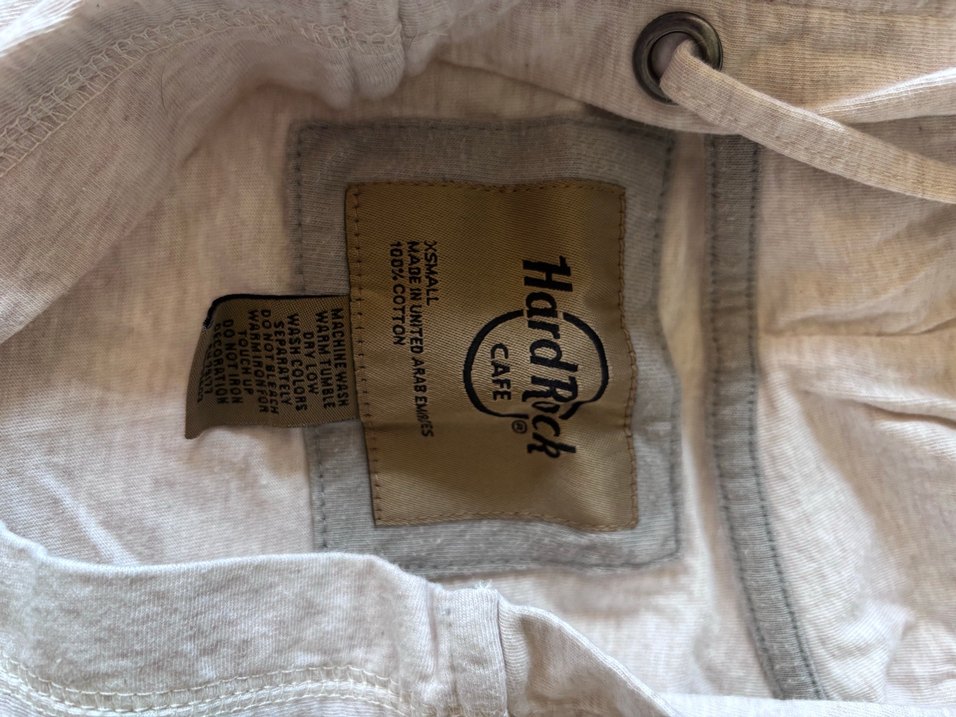 Hard Rock
CAFE
®
XSMALL
MADE IN UNITED ARAB EMIRATES
100% COTTON
MACHINE WASH
WARM TUMBLE
DRY LOW
WASH COLORS
SEPARATELY
DO NOT BLEACH
WARM IRON FOR
TOUCH UP
DO NOT IRON
DECORATION